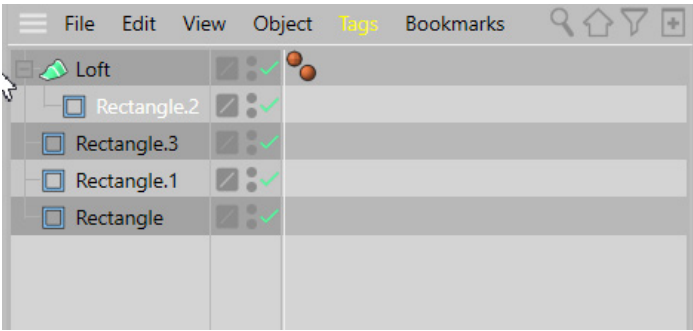 File Edit View Object Tags Bookmarks
Loft
Rectangle.2
Rectangle.3
Rectangle.1
Rectangle